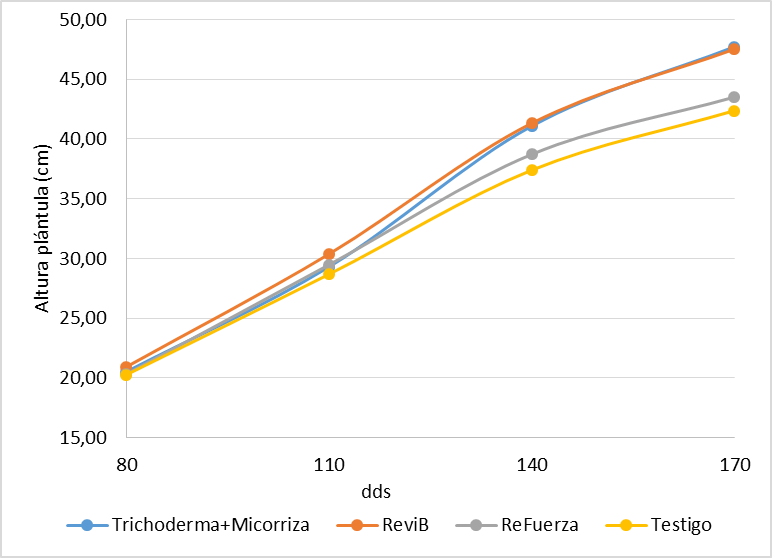 50,00
45,00
40,00
35,00
30,00
25,00
20,00
15,00
Altura plántula (cm)
80 110 140 170
dds
Trichoderma+Micorriza ReviB ReFuerza Testigo